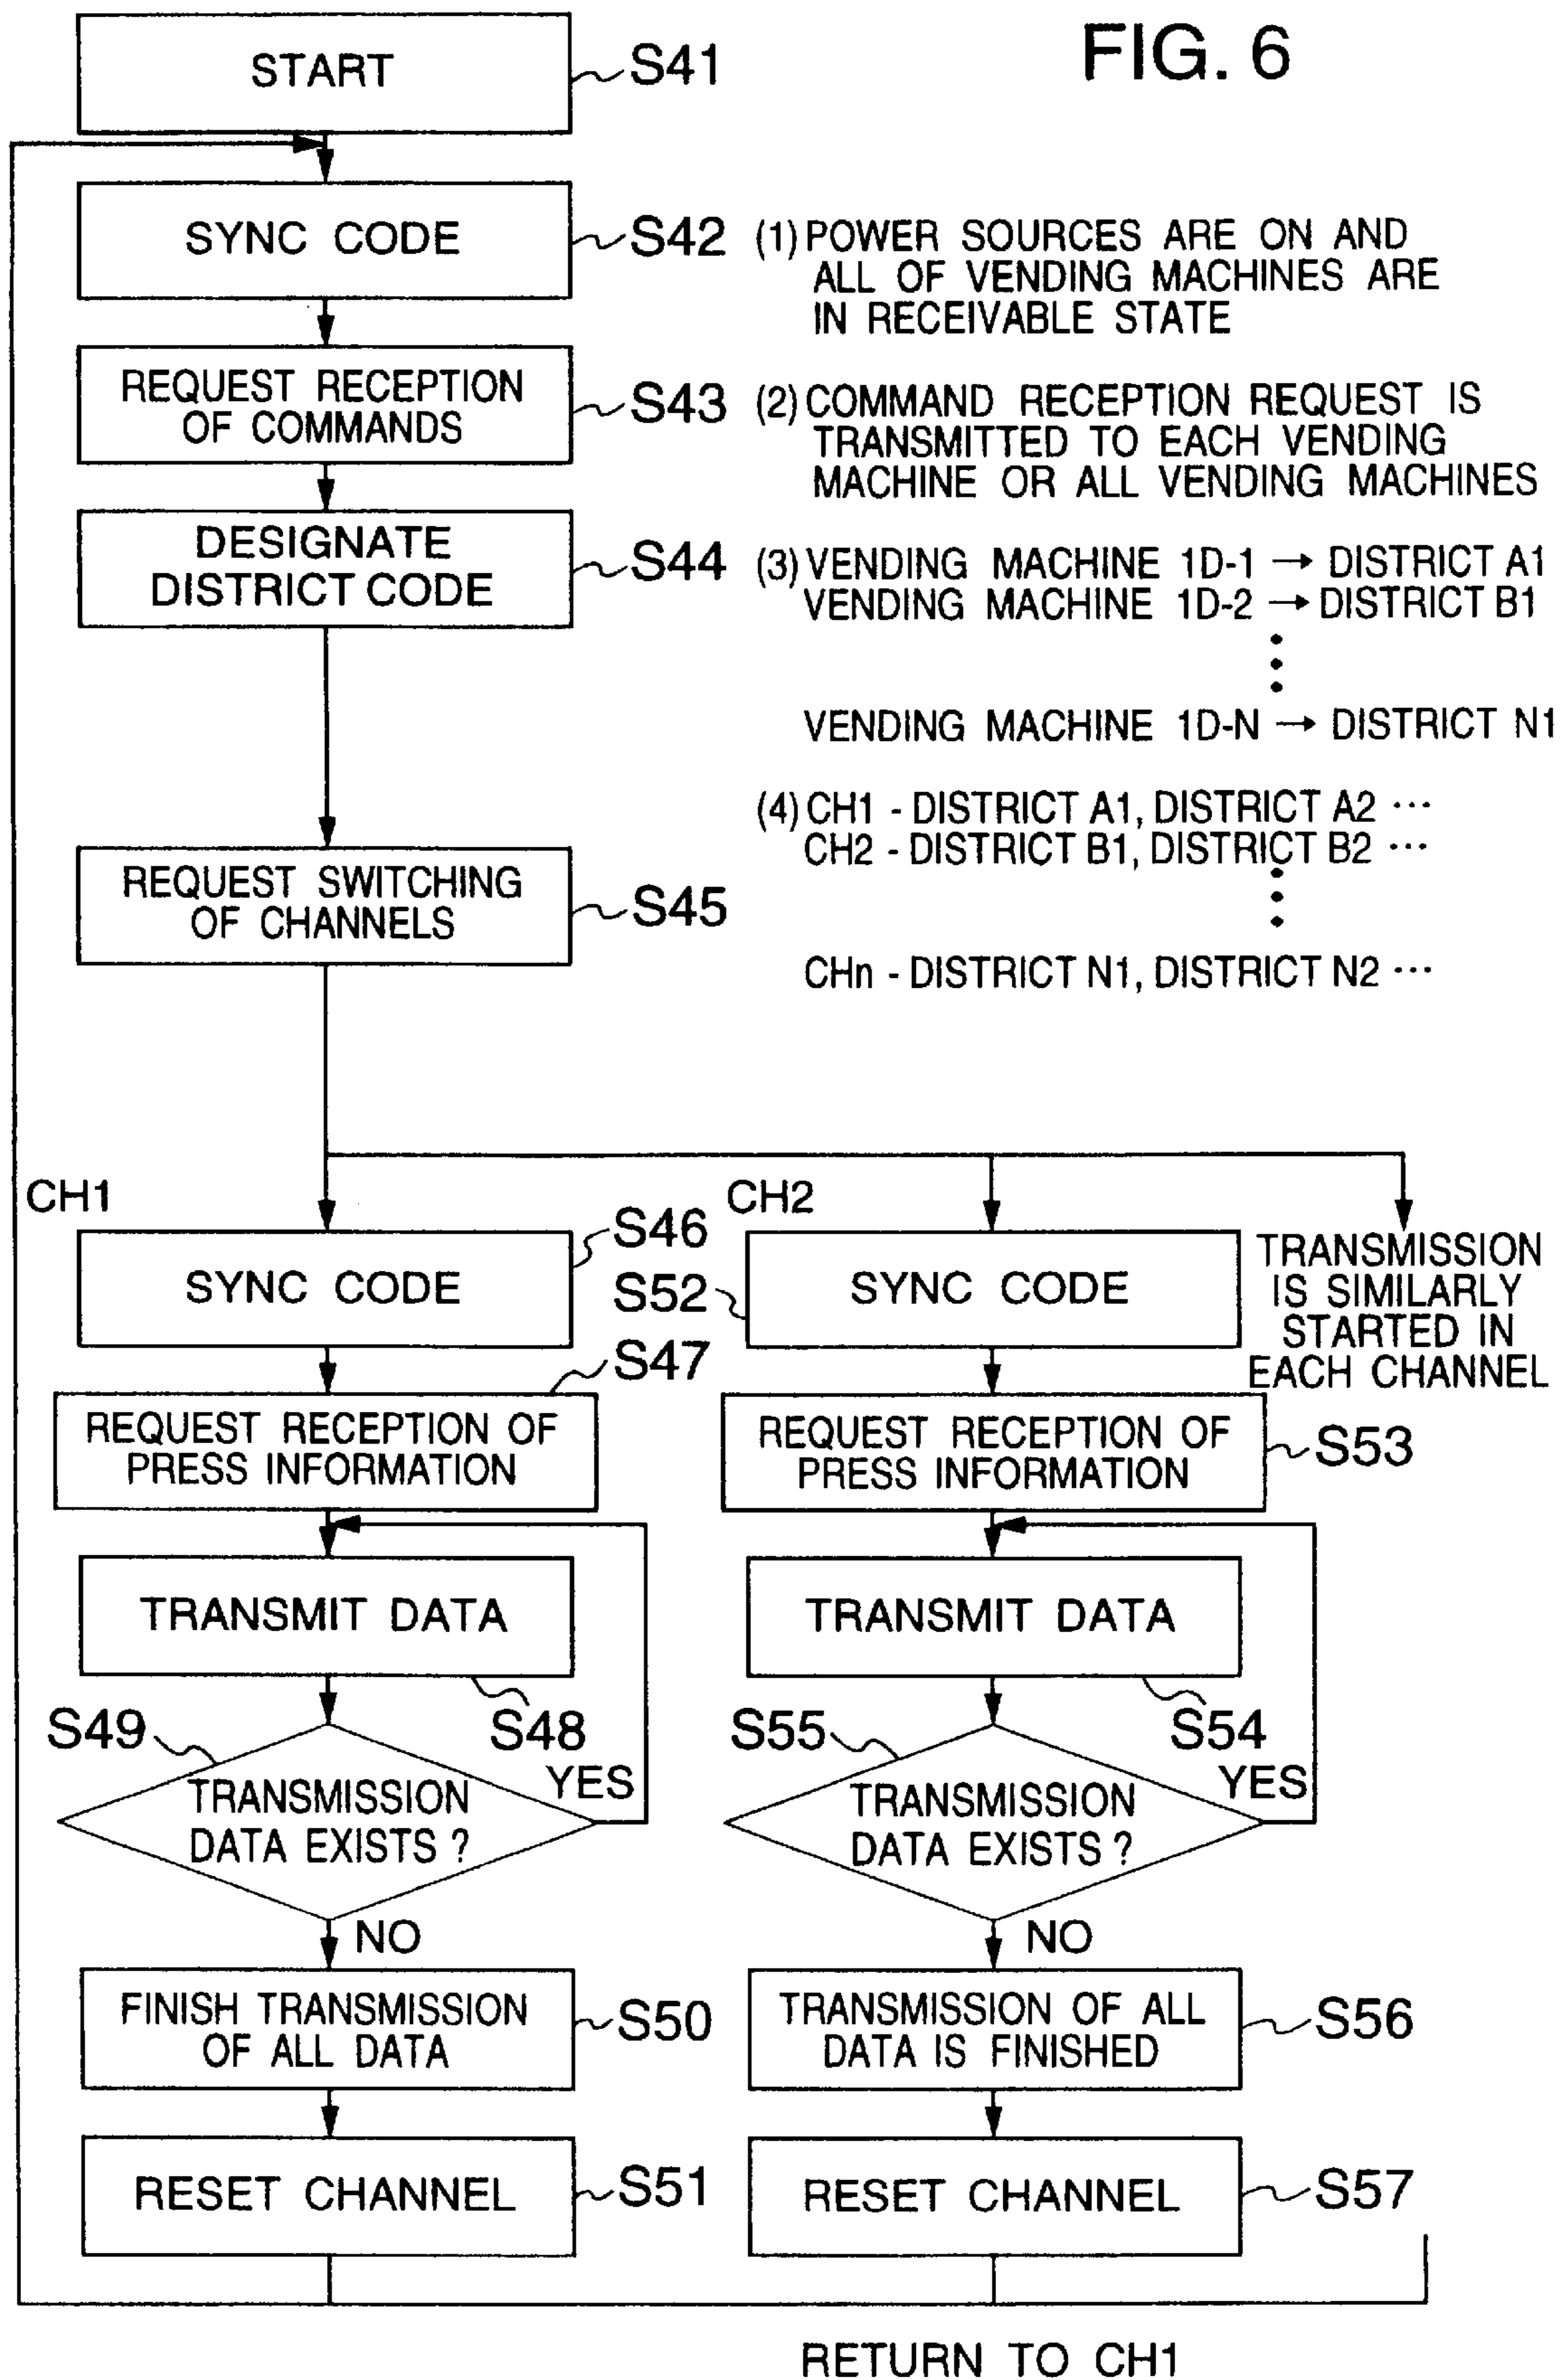 FIG. 6
START
S41
SYNC CODE
S42
(1) POWER SOURCES ARE ON AND
ALL OF VENDING MACHINES ARE
IN RECEIVABLE STATE
REQUEST RECEPTION
OF COMMANDS
S43
(2) COMMAND RECEPTION REQUEST IS
TRANSMITTED TO EACH VENDING
MACHINE OR ALL VENDING MACHINES
DESIGNATE
DISTRICT CODE
S44
(3) VENDING MACHINE 1D-1 → DISTRICT A1
VENDING MACHINE 1D-2 → DISTRICT B1
VENDING MACHINE 1D-N → DISTRICT N1
(4) CH1 - DISTRICT A1, DISTRICT A2 ···
CH2 - DISTRICT B1, DISTRICT B2 ···
CHn - DISTRICT N1, DISTRICT N2 ···
REQUEST SWITCHING
OF CHANNELS
S45
CH1
SYNC CODE
S46
REQUEST RECEPTION OF
PRESS INFORMATION
S47
TRANSMIT DATA
S48
S49
TRANSMISSION
DATA EXISTS ?
YES
NO
FINISH TRANSMISSION
OF ALL DATA
S50
RESET CHANNEL
S51
CH2
S52
SYNC CODE
REQUEST RECEPTION OF
PRESS INFORMATION
S53
TRANSMIT DATA
S54
S55
TRANSMISSION
DATA EXISTS ?
YES
NO
TRANSMISSION OF ALL
DATA IS FINISHED
S56
RESET CHANNEL
S57
TRANSMISSION
IS SIMILARLY
STARTED IN
EACH CHANNEL
RETURN TO CH1